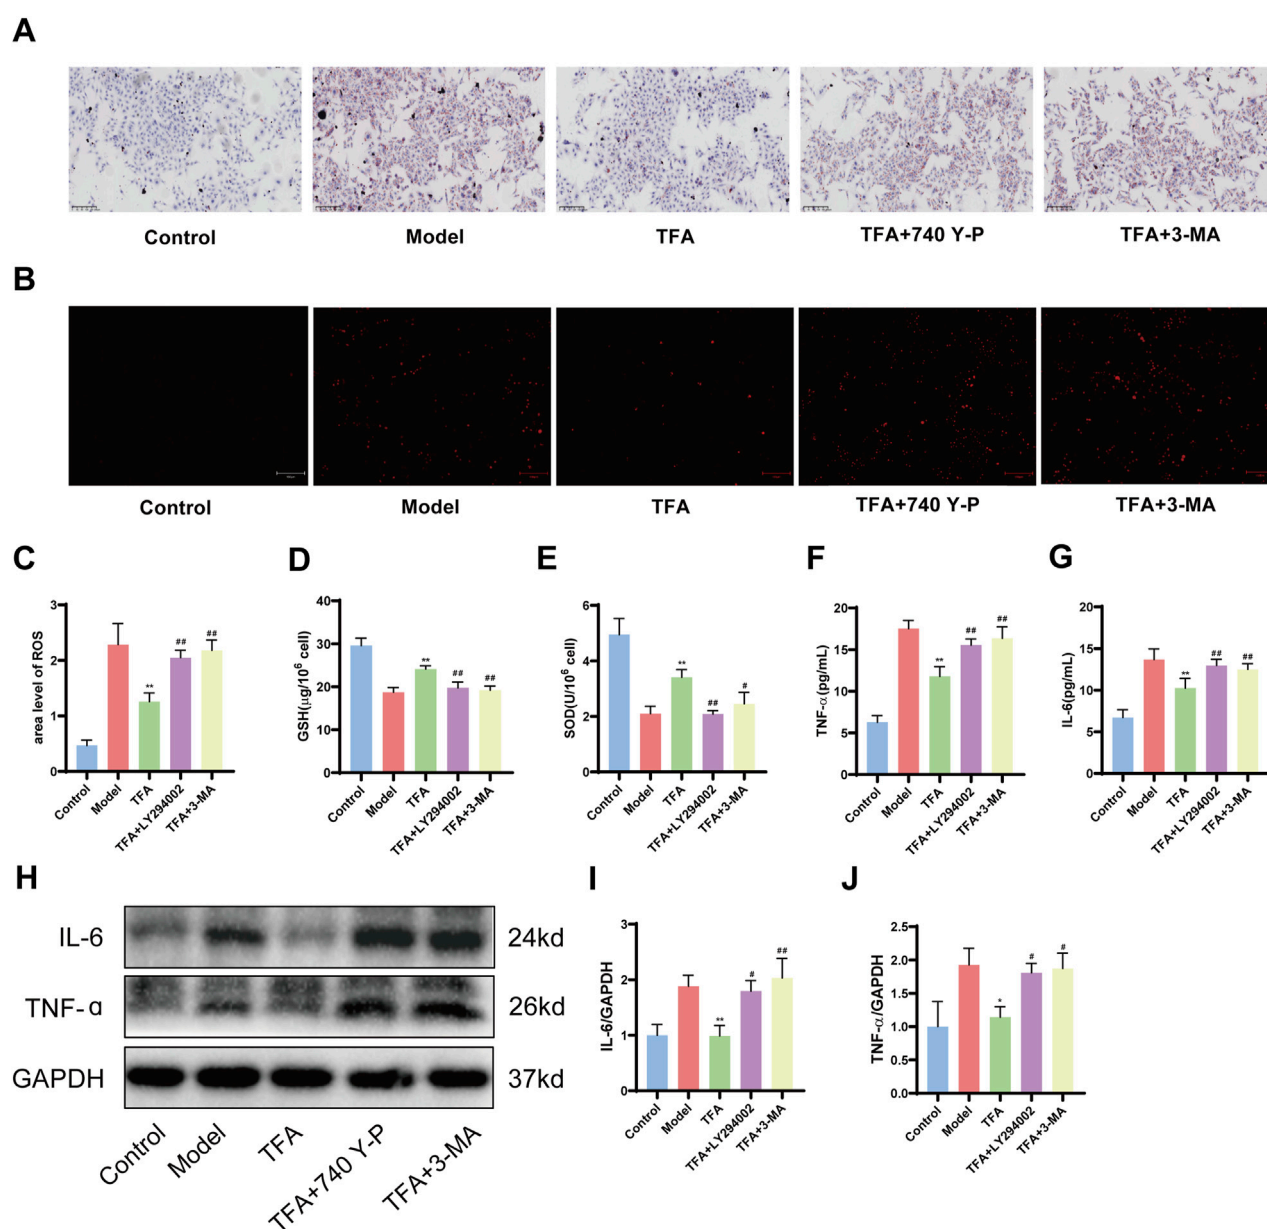 A
Control
Model
TFA
TFA+740 Y-P
TFA+3-MA
B
Control
Model
TFA
TFA+740 Y-P
TFA+3-MA
C
area level of ROS
3
2
1
0
**
##
##
Control
Model
TFA
TFA+LY294002
TFA+3-MA
D
GSH(μg/10⁶ cell)
40
30
20
10
0
**
##
##
Control
Model
TFA
TFA+LY294002
TFA+3-MA
E
SOD(U/10⁶ cell)
6
4
2
0
**
##
#
Control
Model
TFA
TFA+LY294002
TFA+3-MA
F
TNF-α(pg/mL)
20
15
10
5
0
**
##
##
Control
Model
TFA
TFA+LY294002
TFA+3-MA
G
IL-6(pg/mL)
20
15
10
5
0
**
##
##
Control
Model
TFA
TFA+LY294002
TFA+3-MA
H
IL-6
24kd
TNF-α
26kd
GAPDH
37kd
Control
Model
TFA
TFA+740 Y-P
TFA+3-MA
I
IL-6/GAPDH
3
2
1
0
**
#
##
Control
Model
TFA
TFA+LY294002
TFA+3-MA
J
TNF-α/GAPDH
2.5
2.0
1.5
1.0
0.5
0.0
*
#
#
Control
Model
TFA
TFA+LY294002
TFA+3-MA